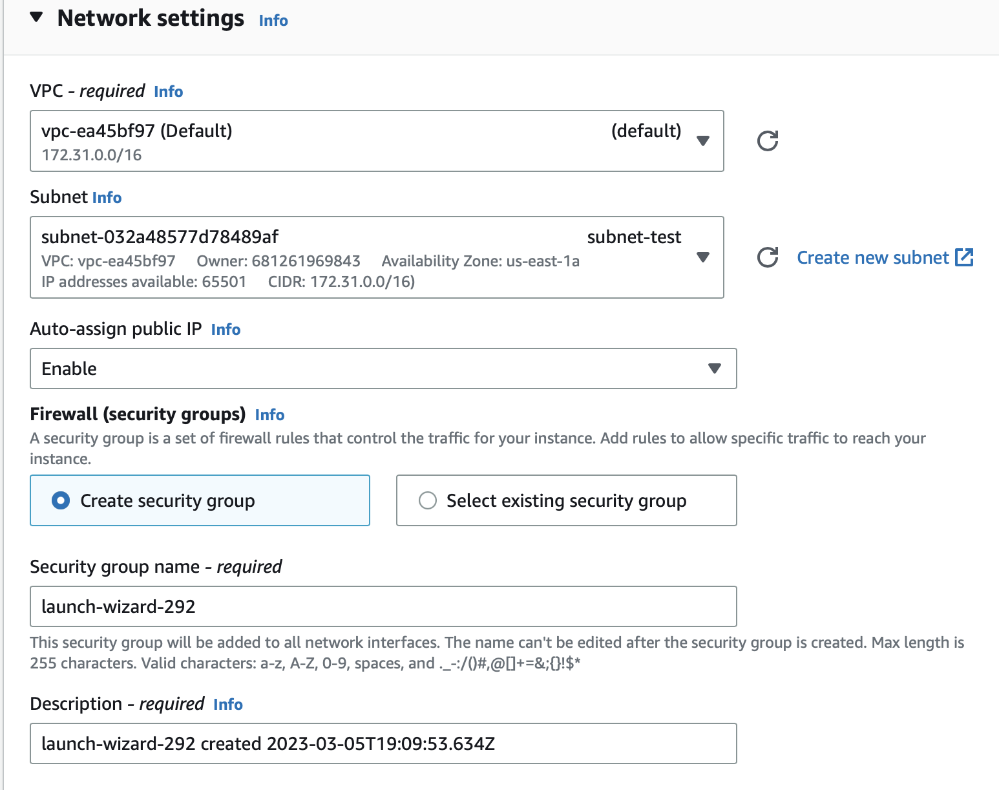 Network settings Info
VPC - required Info
vpc-ea45bf97 (Default) (default)
172.31.0.0/16
Subnet Info
subnet-032a48577d78489af subnet-test
VPC: vpc-ea45bf97 Owner: 681261969843 Availability Zone: us-east-1a
IP addresses available: 65501 CIDR: 172.31.0.0/16)
Create new subnet
Auto-assign public IP Info
Enable
Firewall (security groups) Info
A security group is a set of firewall rules that control the traffic for your instance. Add rules to allow specific traffic to reach your
instance.
Create security group
Select existing security group
Security group name - required
launch-wizard-292
This security group will be added to all network interfaces. The name can't be edited after the security group is created. Max length is
255 characters. Valid characters: a-z, A-Z, 0-9, spaces, and ._-:/()#,@[]+=&;{}!$*
Description - required Info
launch-wizard-292 created 2023-03-05T19:09:53.634Z